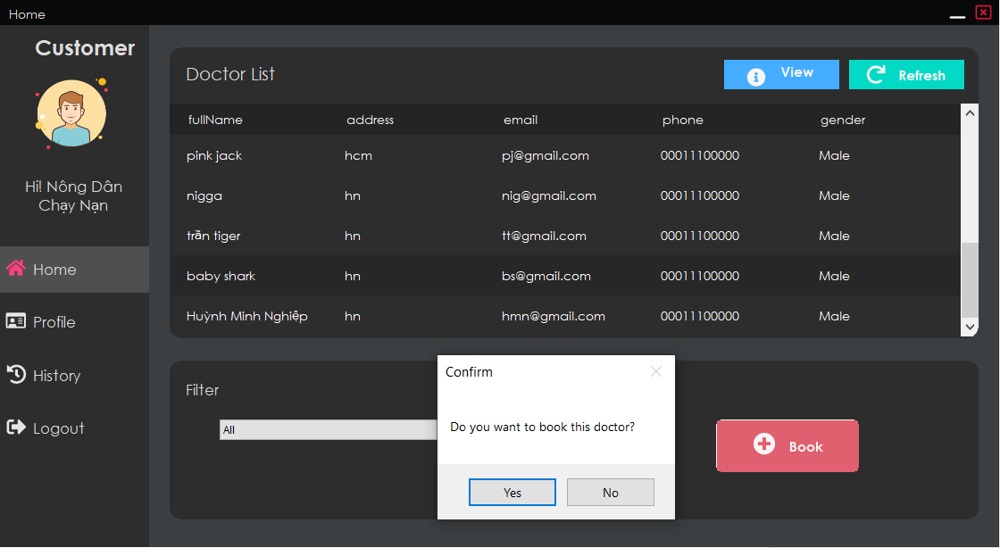 Home
Customer
Hi! Nông Dân
Chạy Nạn
Home
Profile
History
Logout
Doctor List
View
Refresh
fullName address email phone gender
pink jack hcm pj@gmail.com 00011100000 Male
nigga hn nig@gmail.com 00011100000 Male
trần tiger hn tt@gmail.com 00011100000 Male
baby shark hn bs@gmail.com 00011100000 Male
Huỳnh Minh Nghiệp hn hmn@gmail.com 00011100000 Male
Filter
All
Confirm
Do you want to book this doctor?
Yes
No
Book